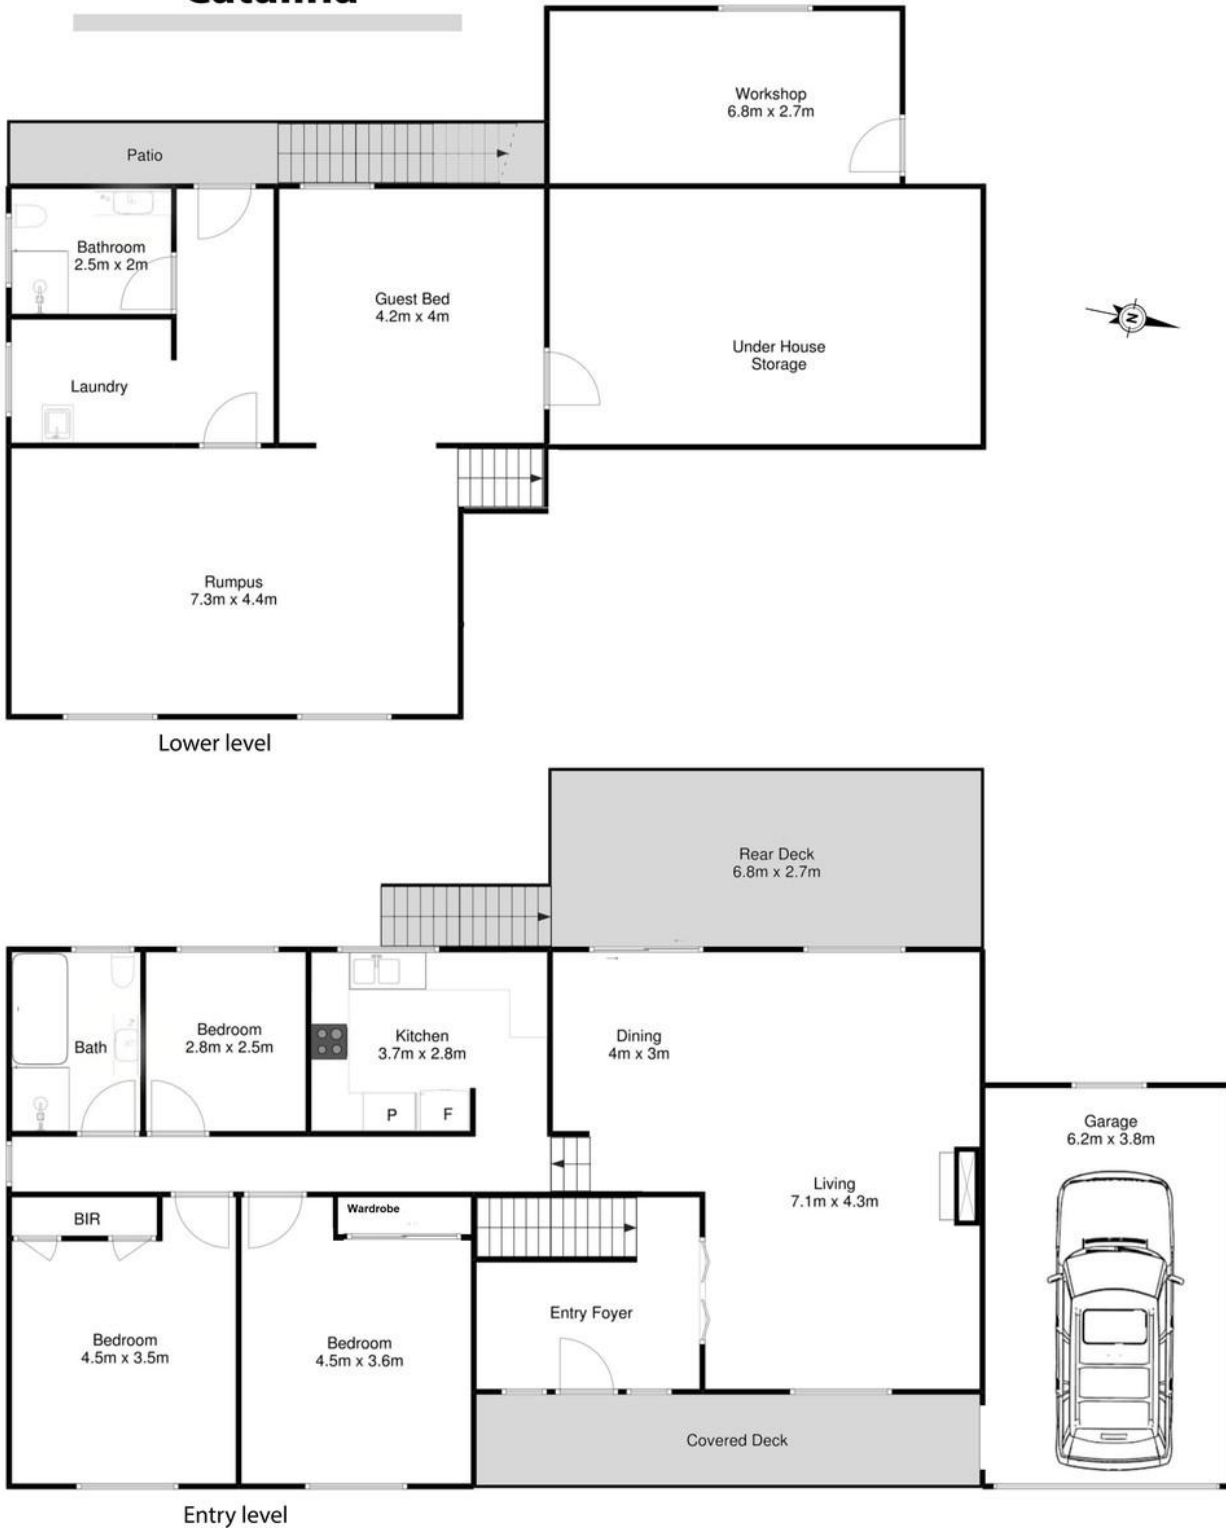 Catalina
Workshop
6.8m x 2.7m
Patio
Bathroom
2.5m x 2m
Guest Bed
4.2m x 4m
N
Under House
Storage
Laundry
Rumpus
7.3m x 4.4m
Lower level
Rear Deck
6.8m x 2.7m
Bath
Bedroom
2.8m x 2.5m
Kitchen
3.7m x 2.8m
P
F
Dining
4m x 3m
Garage
6.2m x 3.8m
Living
7.1m x 4.3m
BIR
Wardrobe
Bedroom
4.5m x 3.5m
Bedroom
4.5m x 3.6m
Entry Foyer
Covered Deck
Entry level